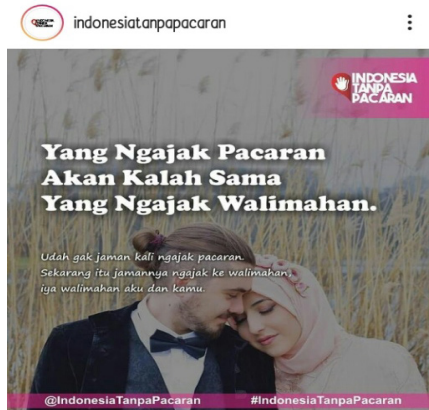 indonesiatanpapacaran
INDONESIA
TANPA
PACARAN
Yang Ngajak Pacaran
Akan Kalah Sama
Yang Ngajak Walimahan.
Udah gak jaman kali ngajak pacaran.
Sekarang itu jamannya ngajak ke walimahan,
iya walimahan aku dan kamu.
@IndonesiaTanpaPacaran #IndonesiaTanpaPacaran